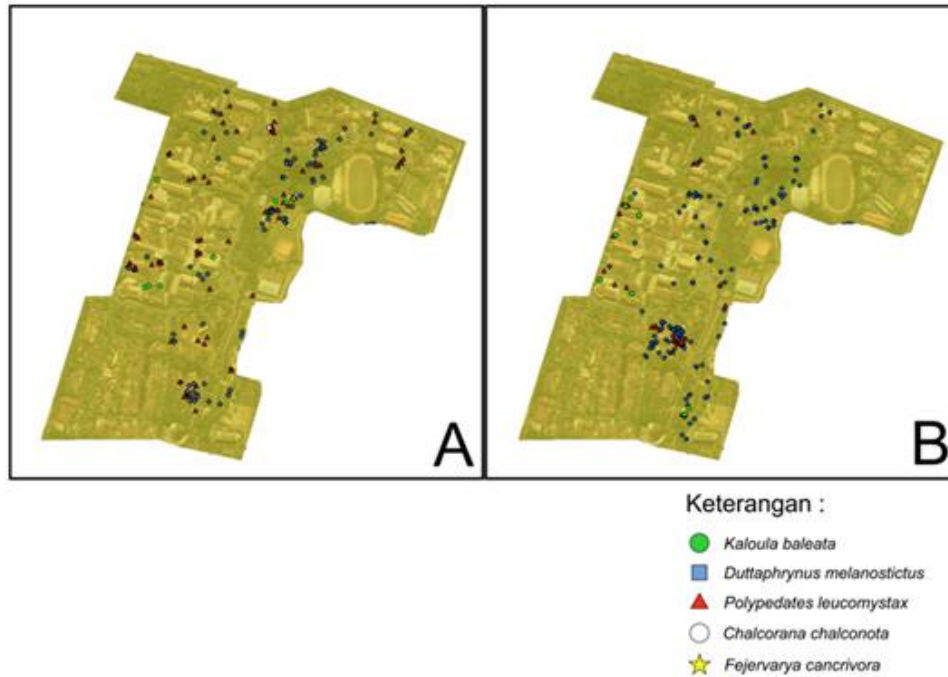 A
B
Keterangan :
Kaloula baleata
Duttaphrynus melanostictus
Polypedates leucomystax
Chalcorana chalconota
Fejervarya cancrivora